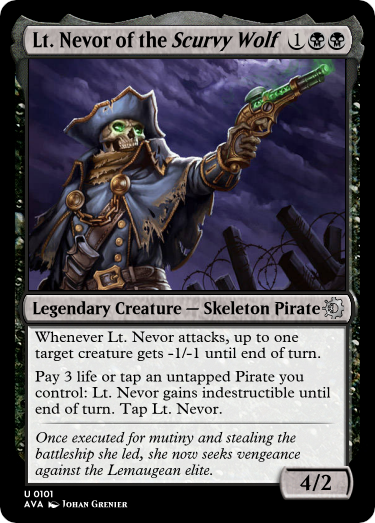 Lt. Nevor of the Scurvy Wolf 1
Legendary Creature — Skeleton Pirate
Whenever Lt. Nevor attacks, up to one
target creature gets -1/-1 until end of turn.
Pay 3 life or tap an untapped Pirate you
control: Lt. Nevor gains indestructible until
end of turn. Tap Lt. Nevor.
Once executed for mutiny and stealing the
battleship she led, she now seeks vengeance
against the Lemaugean elite.
4/2
U 0101
AVA Johan Grenier